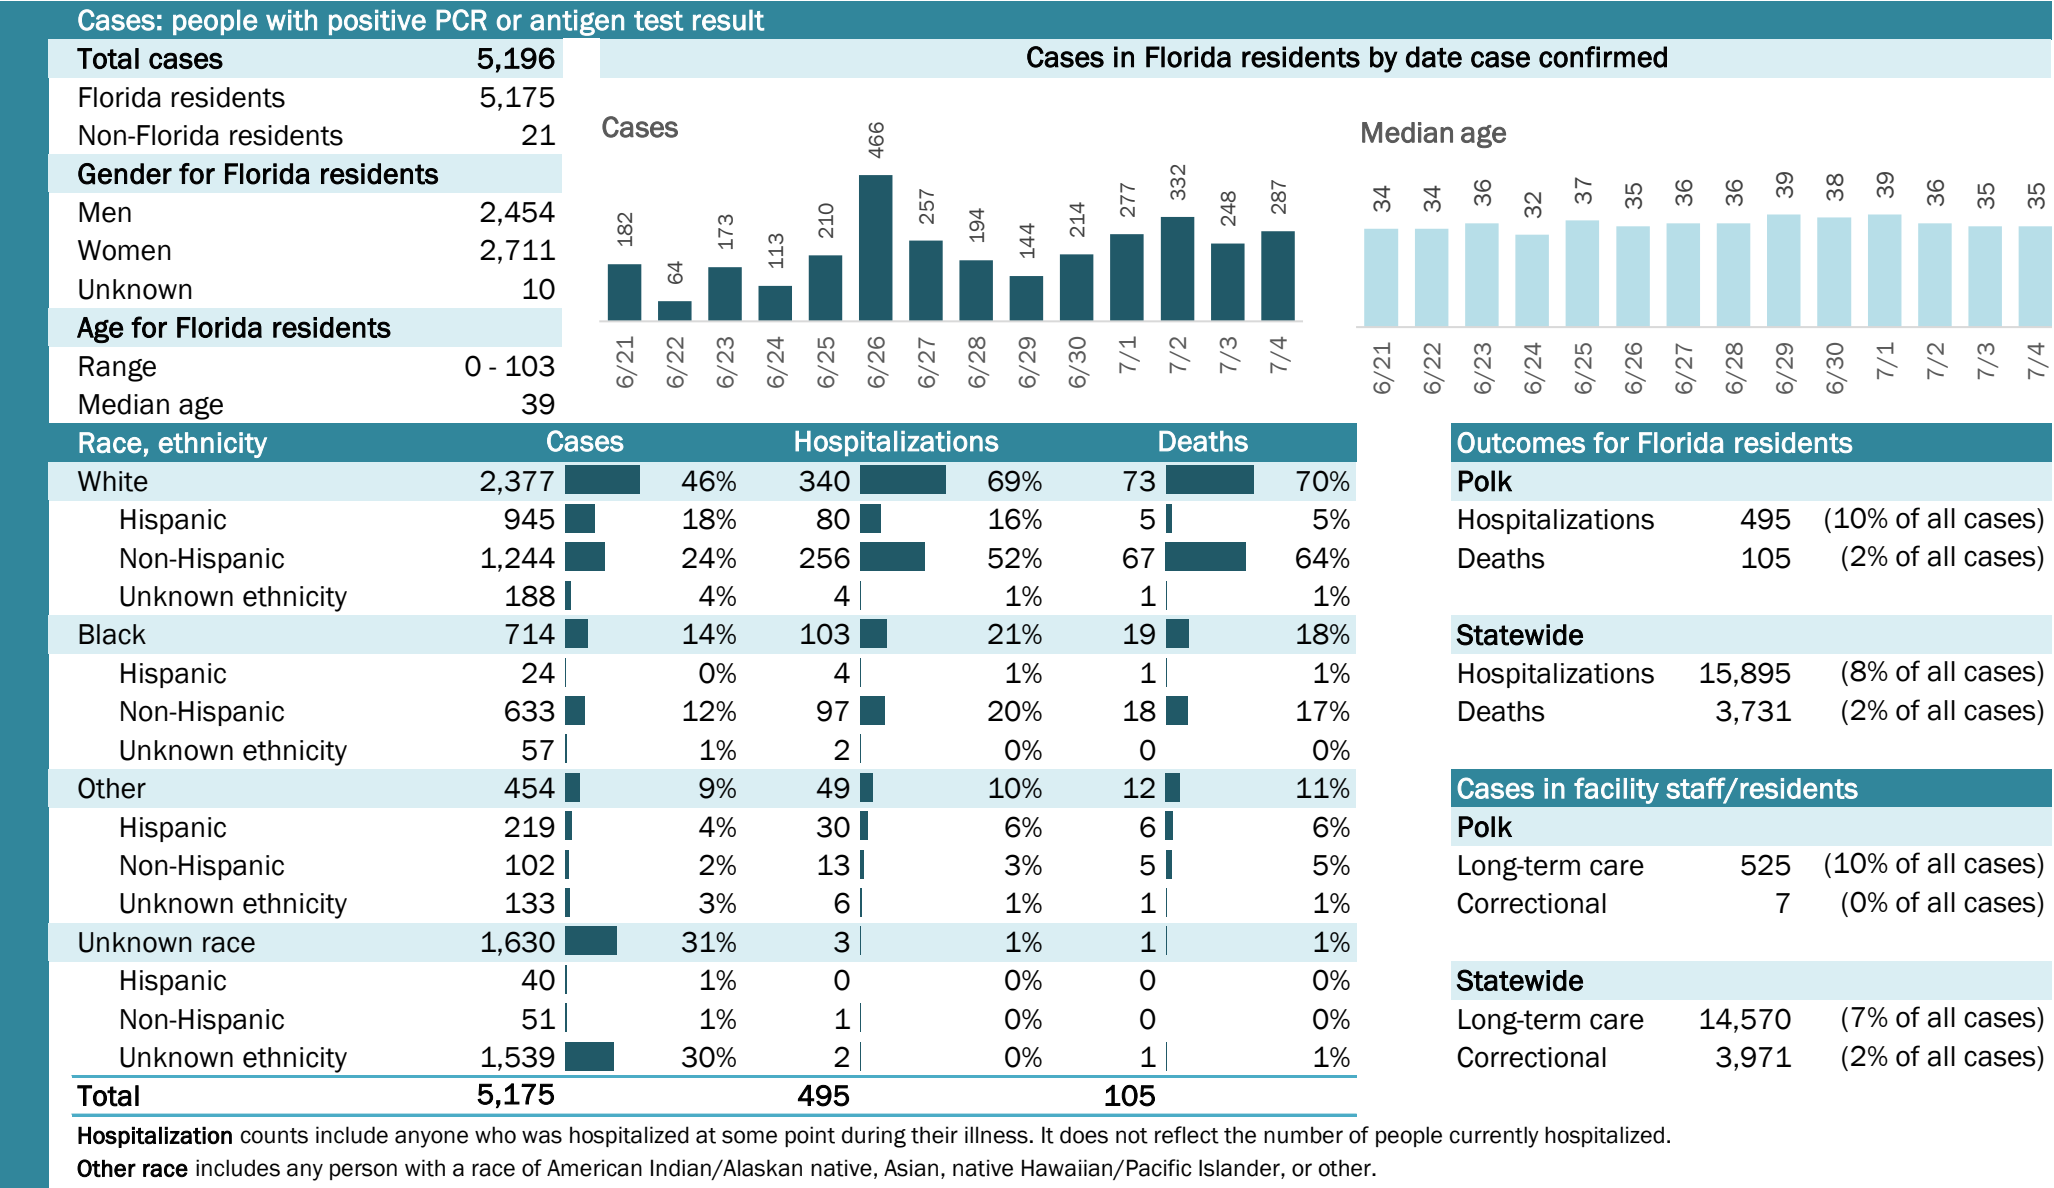 Cases: people with positive PCR or antigen test result
Total cases 5,196
Florida residents 5,175
Non-Florida residents 21
Gender for Florida residents
Men 2,454
Women 2,711
Unknown 10
Age for Florida residents
Range 0 - 103
Median age 39
Cases in Florida residents by date case confirmed
Cases
182 64 173 113 210 466 257 194 144 214 277 332 248 287
6/21 6/22 6/23 6/24 6/25 6/26 6/27 6/28 6/29 6/30 7/1 7/2 7/3 7/4
Median age
34 34 36 32 37 35 36 36 39 38 39 36 35 35
6/21 6/22 6/23 6/24 6/25 6/26 6/27 6/28 6/29 6/30 7/1 7/2 7/3 7/4
Race, ethnicity Cases Hospitalizations Deaths
White 2,377 46% 340 69% 73 70%
Hispanic 945 18% 80 16% 5 5%
Non-Hispanic 1,244 24% 256 52% 67 64%
Unknown ethnicity 188 4% 4 1% 1 1%
Black 714 14% 103 21% 19 18%
Hispanic 24 0% 4 1% 1 1%
Non-Hispanic 633 12% 97 20% 18 17%
Unknown ethnicity 57 1% 2 0% 0 0%
Other 454 9% 49 10% 12 11%
Hispanic 219 4% 30 6% 6 6%
Non-Hispanic 102 2% 13 3% 5 5%
Unknown ethnicity 133 3% 6 1% 1 1%
Unknown race 1,630 31% 3 1% 1 1%
Hispanic 40 1% 0 0% 0 0%
Non-Hispanic 51 1% 1 0% 0 0%
Unknown ethnicity 1,539 30% 2 0% 1 1%
Total 5,175 495 105
Outcomes for Florida residents
Polk
Hospitalizations 495 (10% of all cases)
Deaths 105 (2% of all cases)
Statewide
Hospitalizations 15,895 (8% of all cases)
Deaths 3,731 (2% of all cases)
Cases in facility staff/residents
Polk
Long-term care 525 (10% of all cases)
Correctional 7 (0% of all cases)
Statewide
Long-term care 14,570 (7% of all cases)
Correctional 3,971 (2% of all cases)
Hospitalization counts include anyone who was hospitalized at some point during their illness. It does not reflect the number of people currently hospitalized.
Other race includes any person with a race of American Indian/Alaskan native, Asian, native Hawaiian/Pacific Islander, or other.